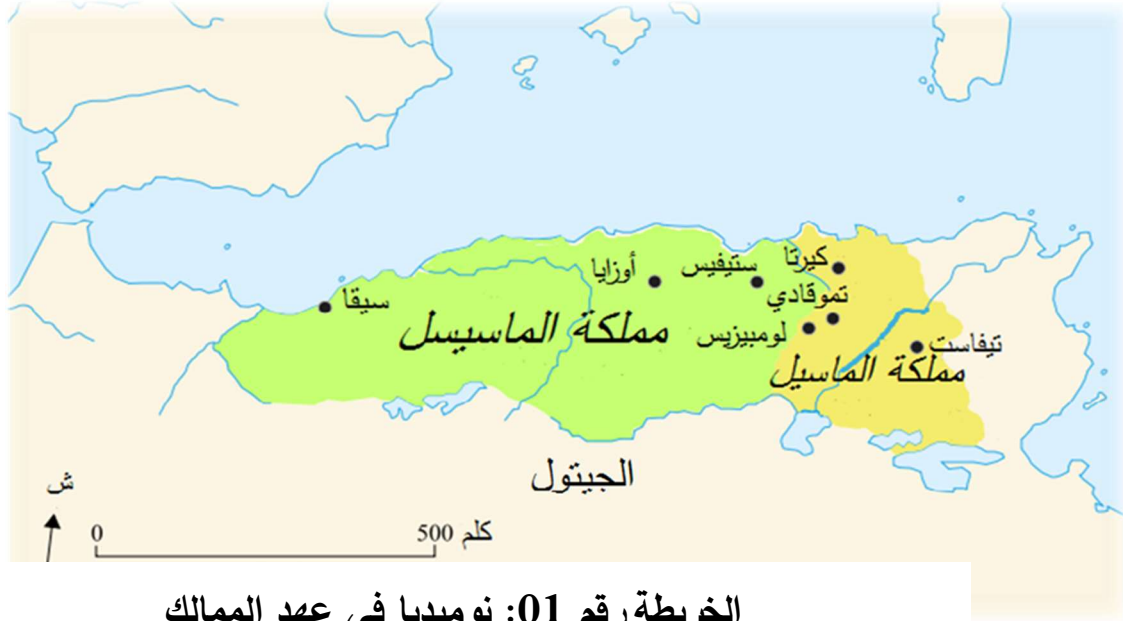 كيرتا
ستيفيس
أوزايا
تموقادي
سيقا
لومبيزيس
مملكة الماسيسل
تيفاست
مملكة الماسيل
الجيتول
ش
0
500 كلم
الخريطة رقم 01: نوميديا في عهد الممالك